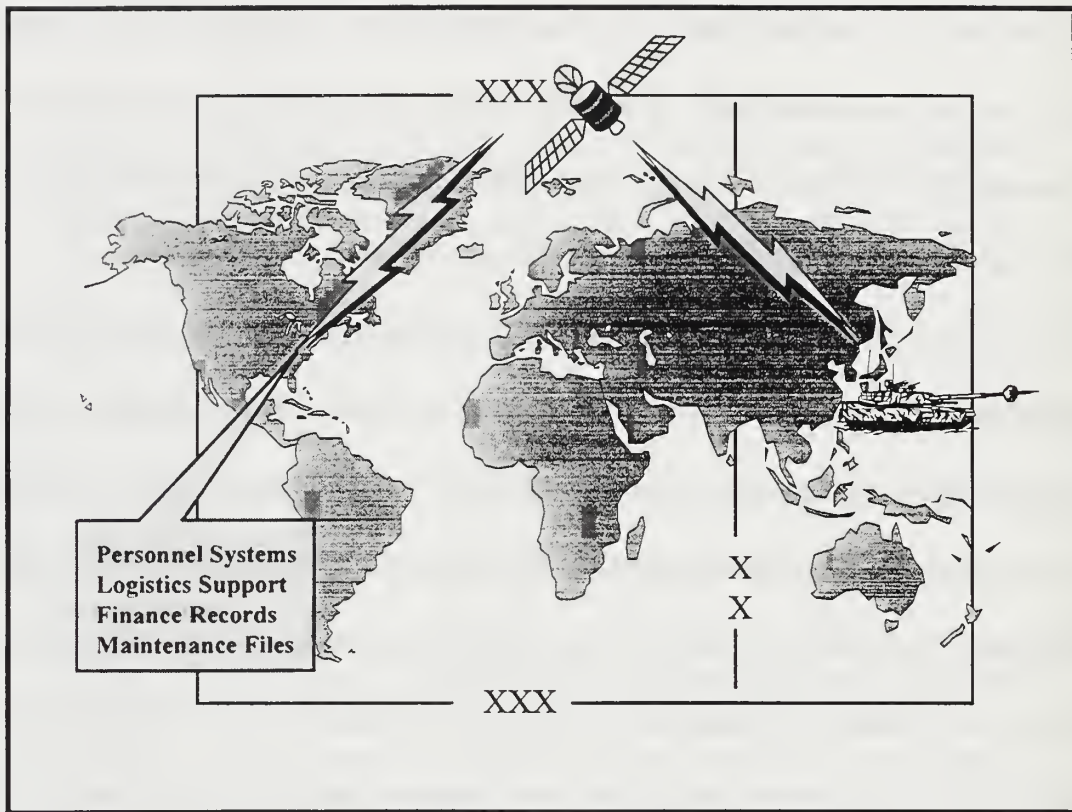 XXX
Personnel Systems
Logistics Support
Finance Records
Maintenance Files
X
X
XXX